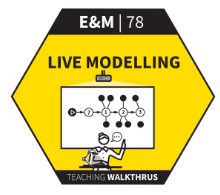 E&M | 78
LIVE MODELLING
TEACHING WALKTHRUS